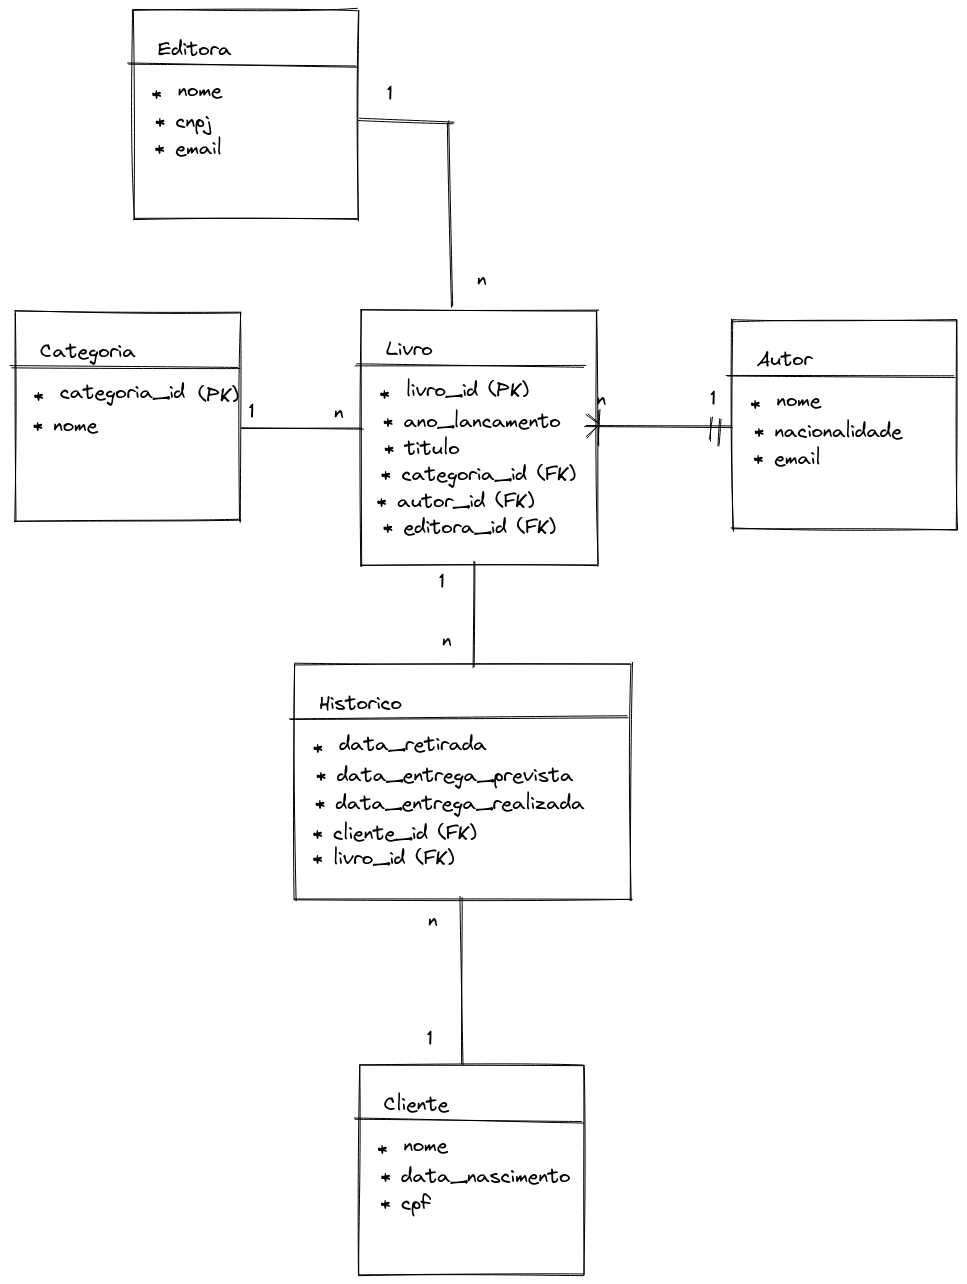 Editora
* nome
* cnpj
* email
1
n
Categoria
* categoria_id (PK)
* nome
1
n
Livro
* livro_id (PK)
* ano_lancamento
* titulo
* categoria_id (FK)
* autor_id (FK)
* editora_id (FK)
n
1
Autor
* nome
* nacionalidade
* email
1
n
Historico
* data_retirada
* data_entrega_prevista
* data_entrega_realizada
* cliente_id (FK)
* livro_id (FK)
n
1
Cliente
* nome
* data_nascimento
* cpf